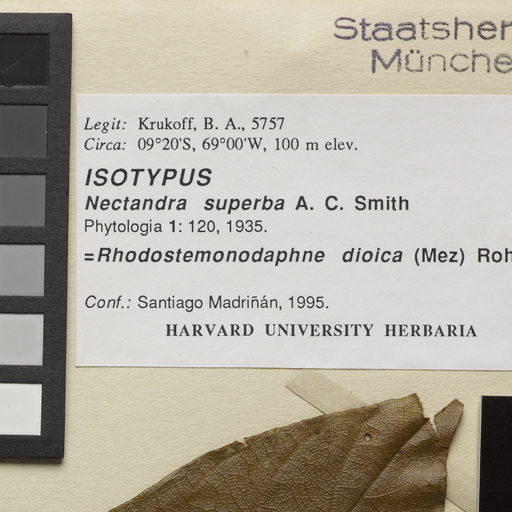 Staatsher
Münche
Legit: Krukoff, B. A., 5757
Circa: 09°20'S, 69°00'W, 100 m elev.
ISOTYPUS
Nectandra superba A. C. Smith
Phytologia 1: 120, 1935.
=Rhodostemonodaphne dioica (Mez) Roh
Conf.: Santiago Madriñán, 1995.
HARVARD UNIVERSITY HERBARIA